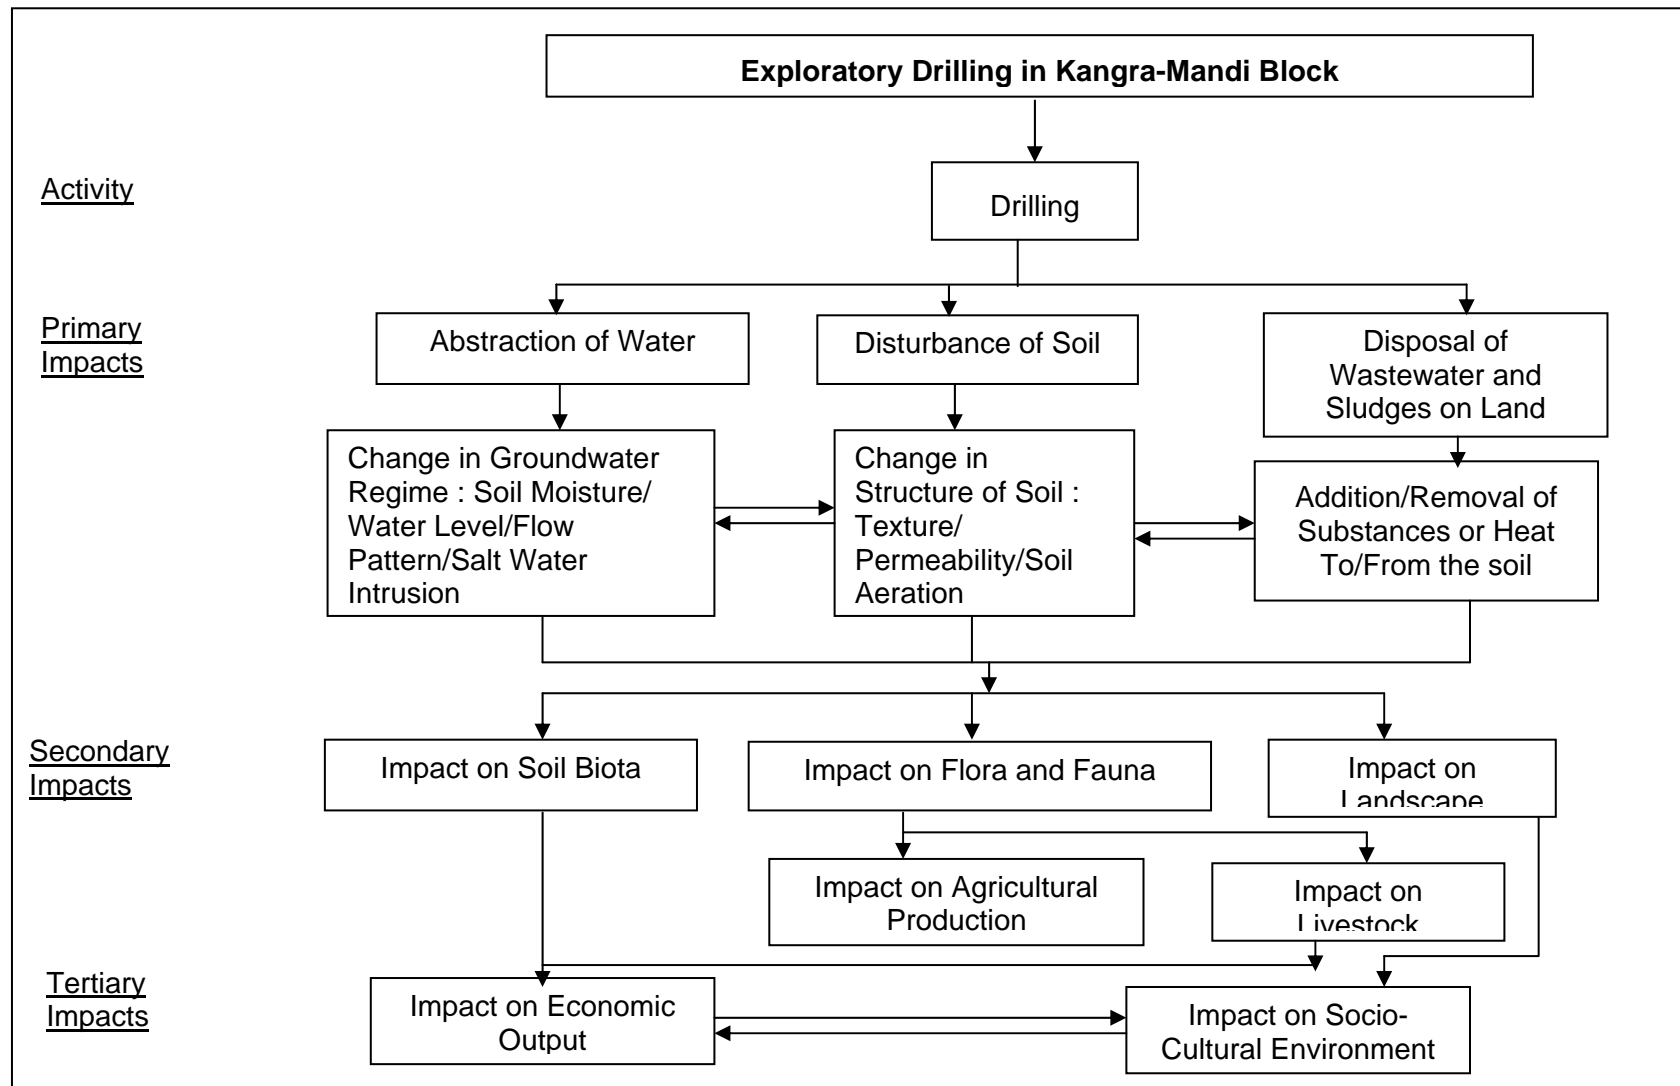 Exploratory Drilling in Kangra-Mandi Block
Activity
Drilling
Primary
Impacts
Abstraction of Water
Disturbance of Soil
Disposal of
Wastewater and
Sludges on Land
Change in Groundwater
Regime : Soil Moisture/
Water Level/Flow
Pattern/Salt Water
Intrusion
Change in
Structure of Soil :
Texture/
Permeability/Soil
Aeration
Addition/Removal of
Substances or Heat
To/From the soil
Secondary
Impacts
Impact on Soil Biota
Impact on Flora and Fauna
Impact on
Landscape
Impact on Agricultural
Production
Impact on
Livestock
Tertiary
Impacts
Impact on Economic
Output
Impact on Socio-
Cultural Environment